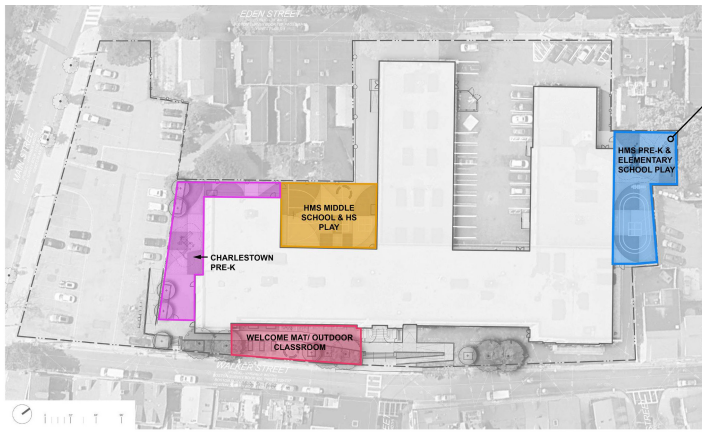 EDEN STREET
HMS PRE-K &
ELEMENTARY
SCHOOL PLAY
HMS MIDDLE
SCHOOL & HS
PLAY
CHARLESTOWN
PRE-K
WELCOME MAT/ OUTDOOR
CLASSROOM
STREET